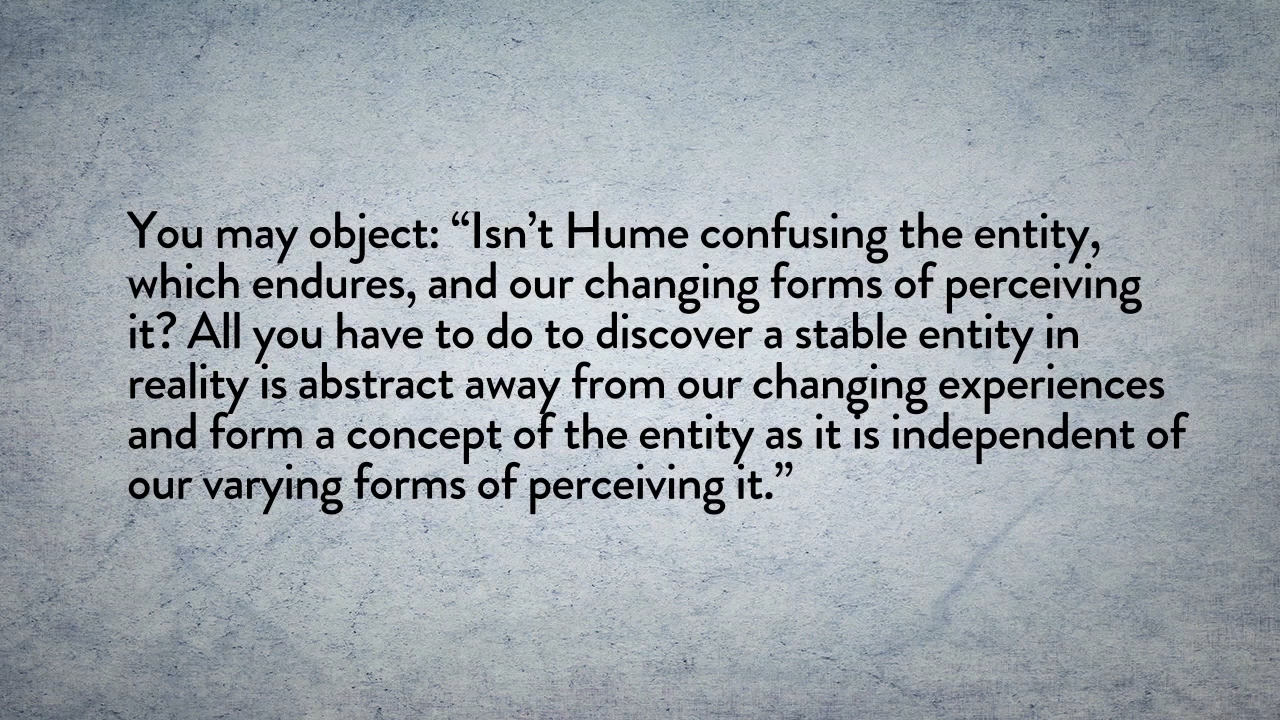 You may object: “Isn’t Hume confusing the entity,
which endures, and our changing forms of perceiving
it? All you have to do to discover a stable entity in
reality is abstract away from our changing experiences
and form a concept of the entity as it is independent of
our varying forms of perceiving it.”